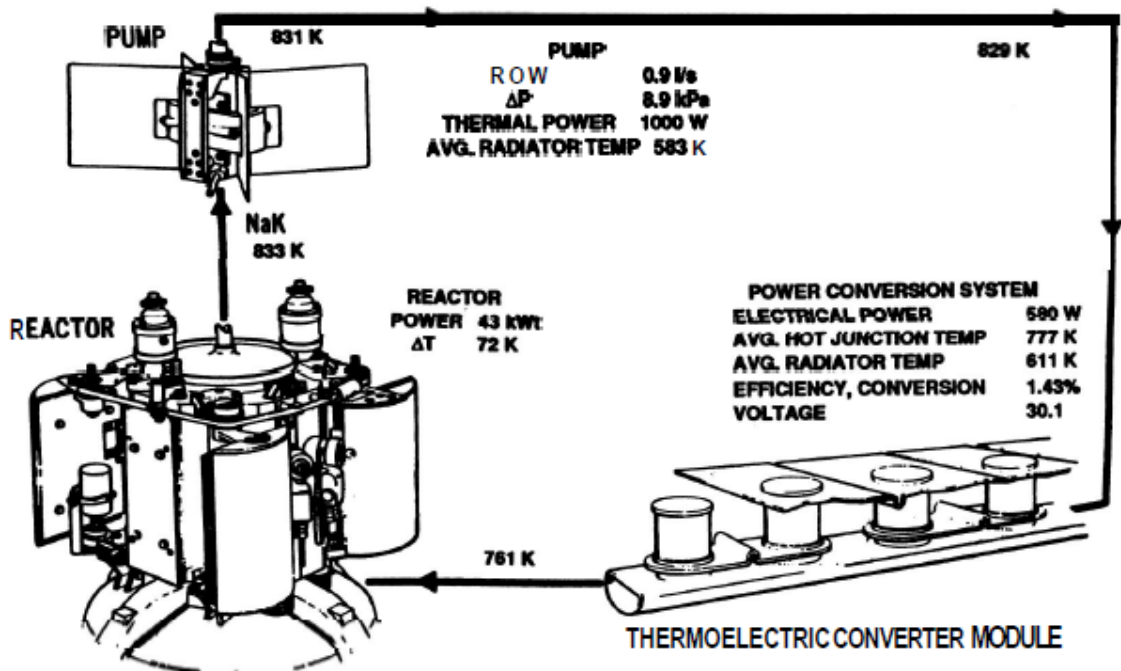 PUMP
831 K
829 K
PUMP
ROW 0.9 l/s
ΔP 8.9 kPa
THERMAL POWER 1000 W
AVG. RADIATOR TEMP 583 K
NaK
833 K
REACTOR
REACTOR
POWER 43 kWt
ΔT 72 K
POWER CONVERSION SYSTEM
ELECTRICAL POWER 580 W
AVG. HOT JUNCTION TEMP 777 K
AVG. RADIATOR TEMP 611 K
EFFICIENCY, CONVERSION 1.43%
VOLTAGE 30.1
761 K
THERMOELECTRIC CONVERTER MODULE